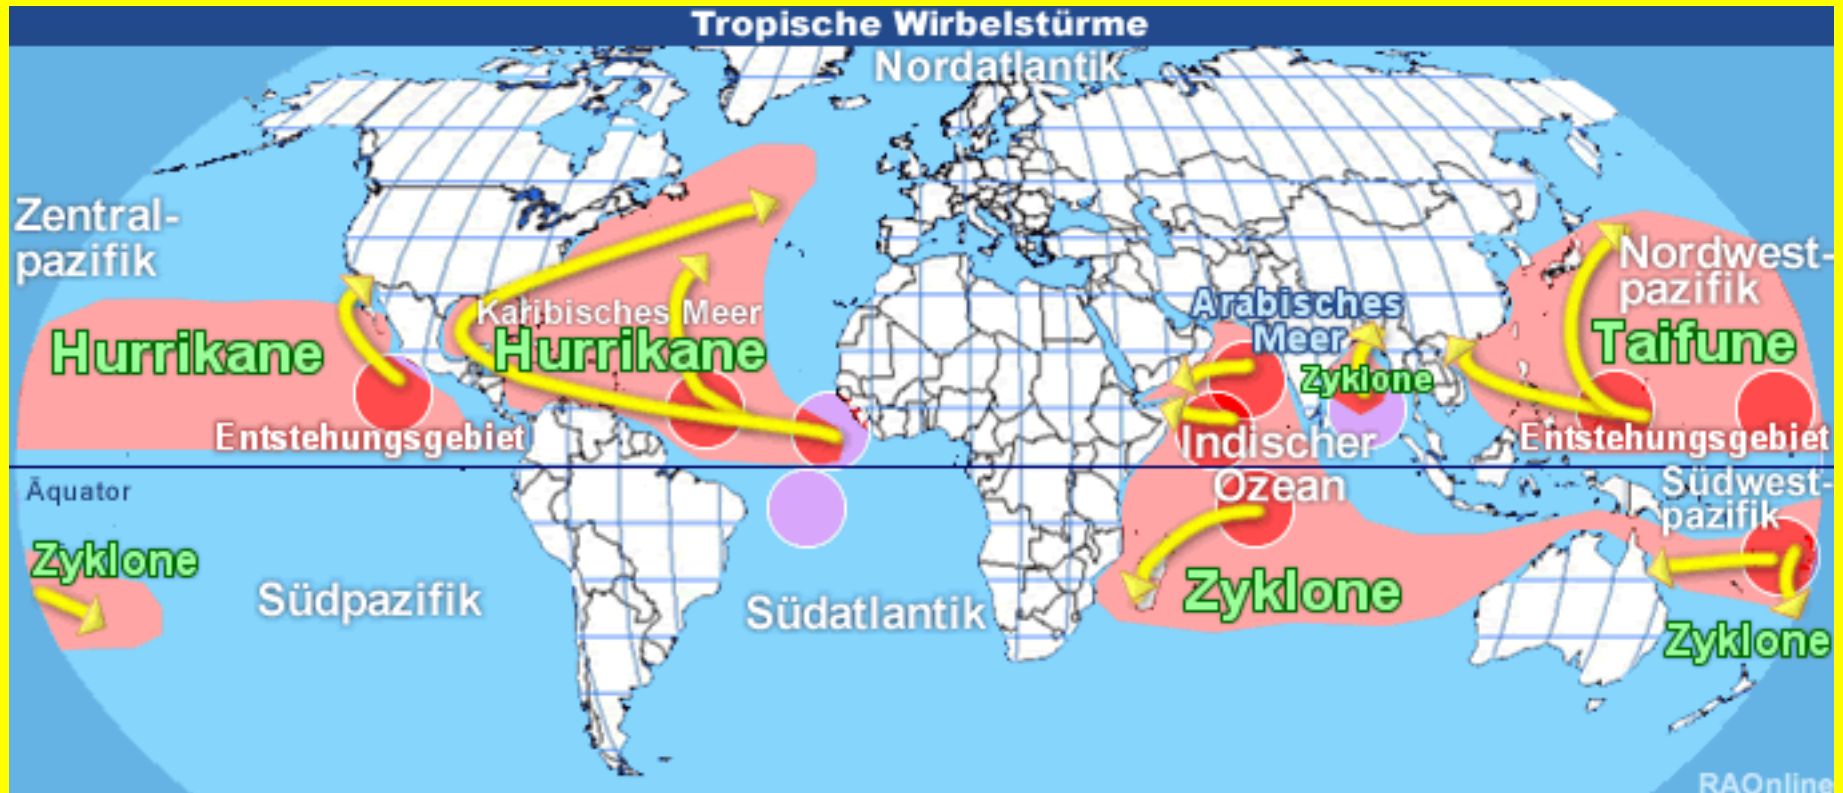 Tropische Wirbelstürme
Nordatlantik
Zentral-
pazifik
Nordwest-
pazifik
Karibisches Meer
Arabisches
Meer
Hurrikane
Hurrikane
Taifune
Zyklone
Entstehungsgebiet
Indischer
Ozean
Entstehungsgebiet
Äquator
Südwest-
pazifik
Zyklone
Südpazifik
Südatlantik
Zyklone
Zyklone
RAOnline